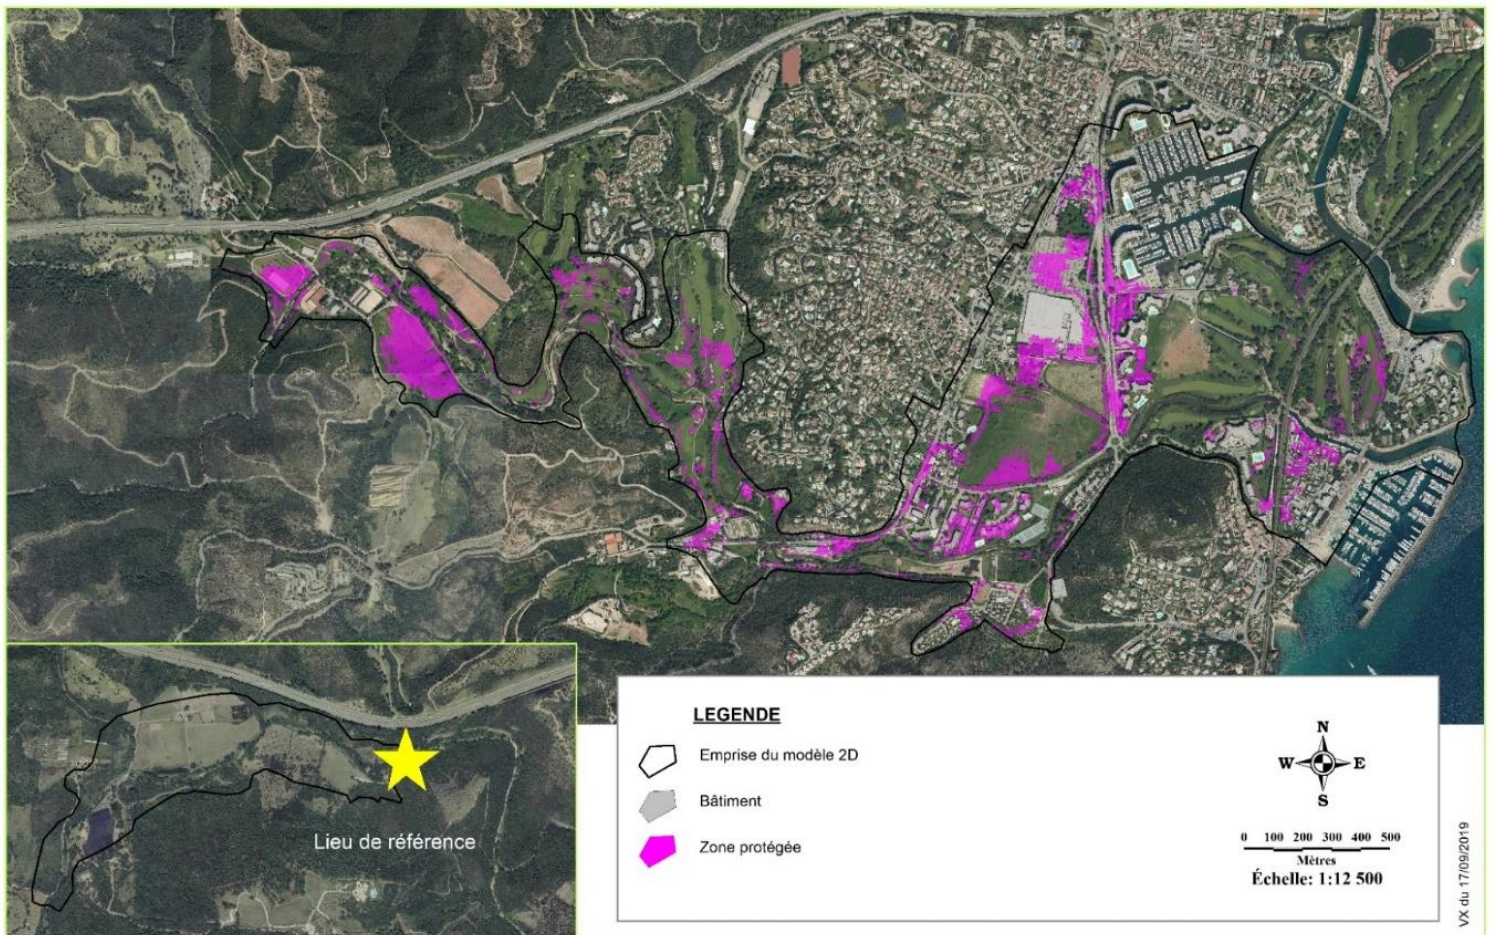 Lieu de référence
LEGENDE
Emprise du modèle 2D
Bâtiment
Zone protégée
N
W E
S
0 100 200 300 400 500
Mètres
Échelle: 1:12 500
VX du 17/09/2019